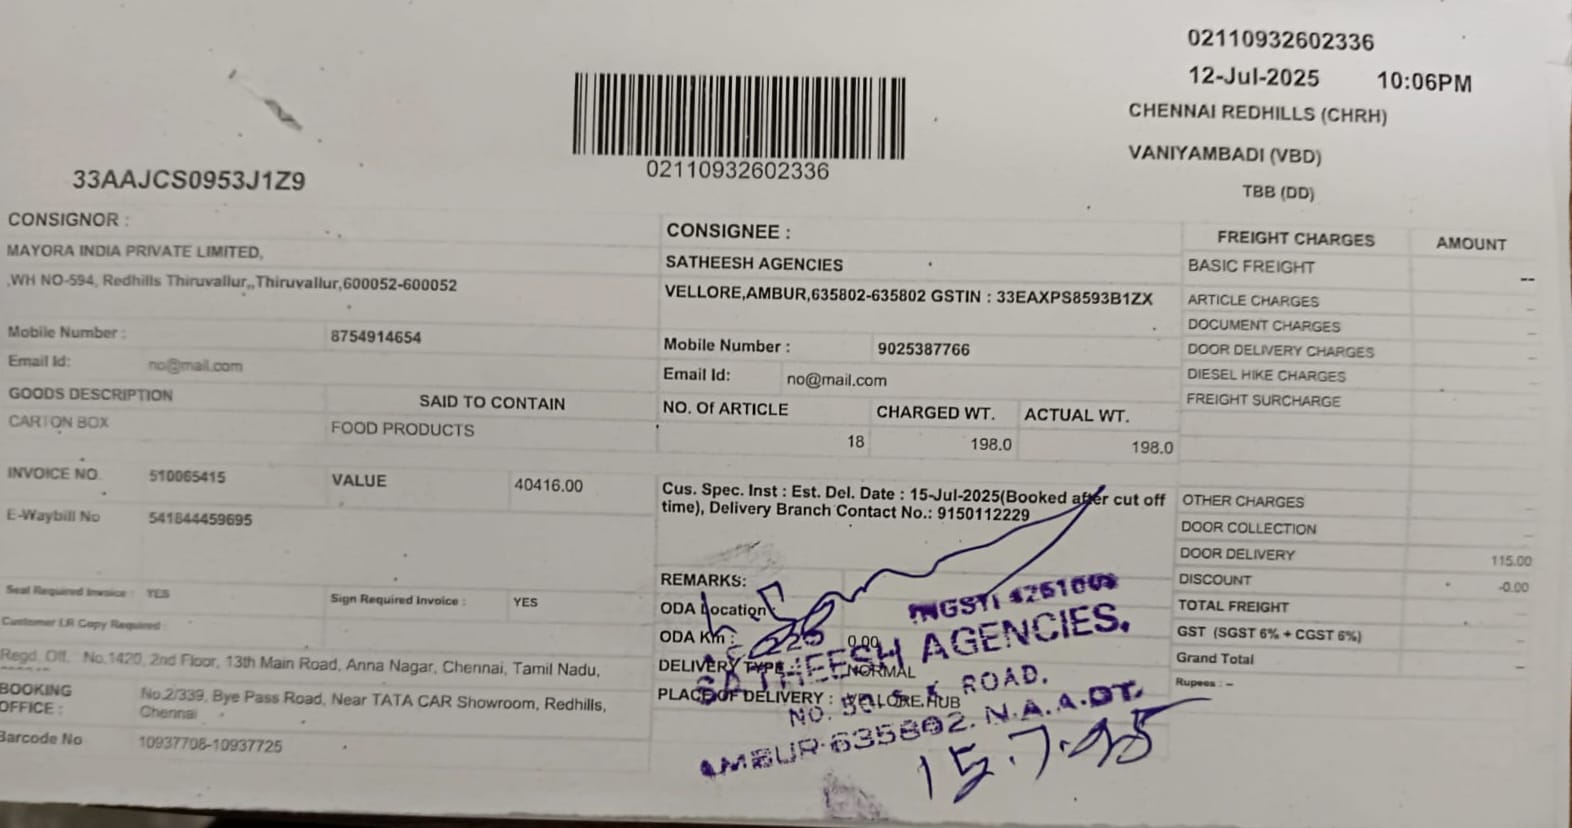 02110932602336
12-Jul-2025 10:06PM
CHENNAI REDHILLS (CHRH)
VANIYAMBADI (VBD)
TBB (DD)
02110932602336
33AAJCS0953J1Z9
CONSIGNOR :
MAYORA INDIA PRIVATE LIMITED,
,WH NO-594, Redhills Thiruvallur,,Thiruvallur,600052-600052
Mobile Number : 8754914654
Email Id: no@mail.com
GOODS DESCRIPTION SAID TO CONTAIN
CARTON BOX FOOD PRODUCTS
INVOICE NO. 510065415 VALUE 40416.00
E-Waybill No 541844459695
Seal Required Invoice : YES Sign Required Invoice : YES
Customer LR Copy Required :
Regd. Off. : No.1420, 2nd Floor, 13th Main Road, Anna Nagar, Chennai, Tamil Nadu,
BOOKING OFFICE : No.2/339, Bye Pass Road, Near TATA CAR Showroom, Redhills, Chennai
Barcode No 10937708-10937725
CONSIGNEE :
SATHEESH AGENCIES
VELLORE,AMBUR,635802-635802 GSTIN : 33EAXPS8593B1ZX
Mobile Number : 9025387766
Email Id: no@mail.com
NO. Of ARTICLE CHARGED WT. ACTUAL WT.
18 198.0 198.0
Cus. Spec. Inst : Est. Del. Date : 15-Jul-2025(Booked after cut off
time), Delivery Branch Contact No.: 9150112229
REMARKS:
ODA Location
ODA Km : 0.00
DELIVERY TYPE : NORMAL
PLACE OF DELIVERY : VELLORE HUB
SATHEESH AGENCIES.
ROAD.
AMBUR-635802. N.A.A.DT.
15.7.25
FREIGHT CHARGES AMOUNT
BASIC FREIGHT --
ARTICLE CHARGES –
DOCUMENT CHARGES –
DOOR DELIVERY CHARGES –
DIESEL HIKE CHARGES –
FREIGHT SURCHARGE –
OTHER CHARGES –
DOOR COLLECTION –
DOOR DELIVERY 115.00
DISCOUNT -0.00
TOTAL FREIGHT –
GST (SGST 6% + CGST 6%) –
Grand Total –
Rupees : –